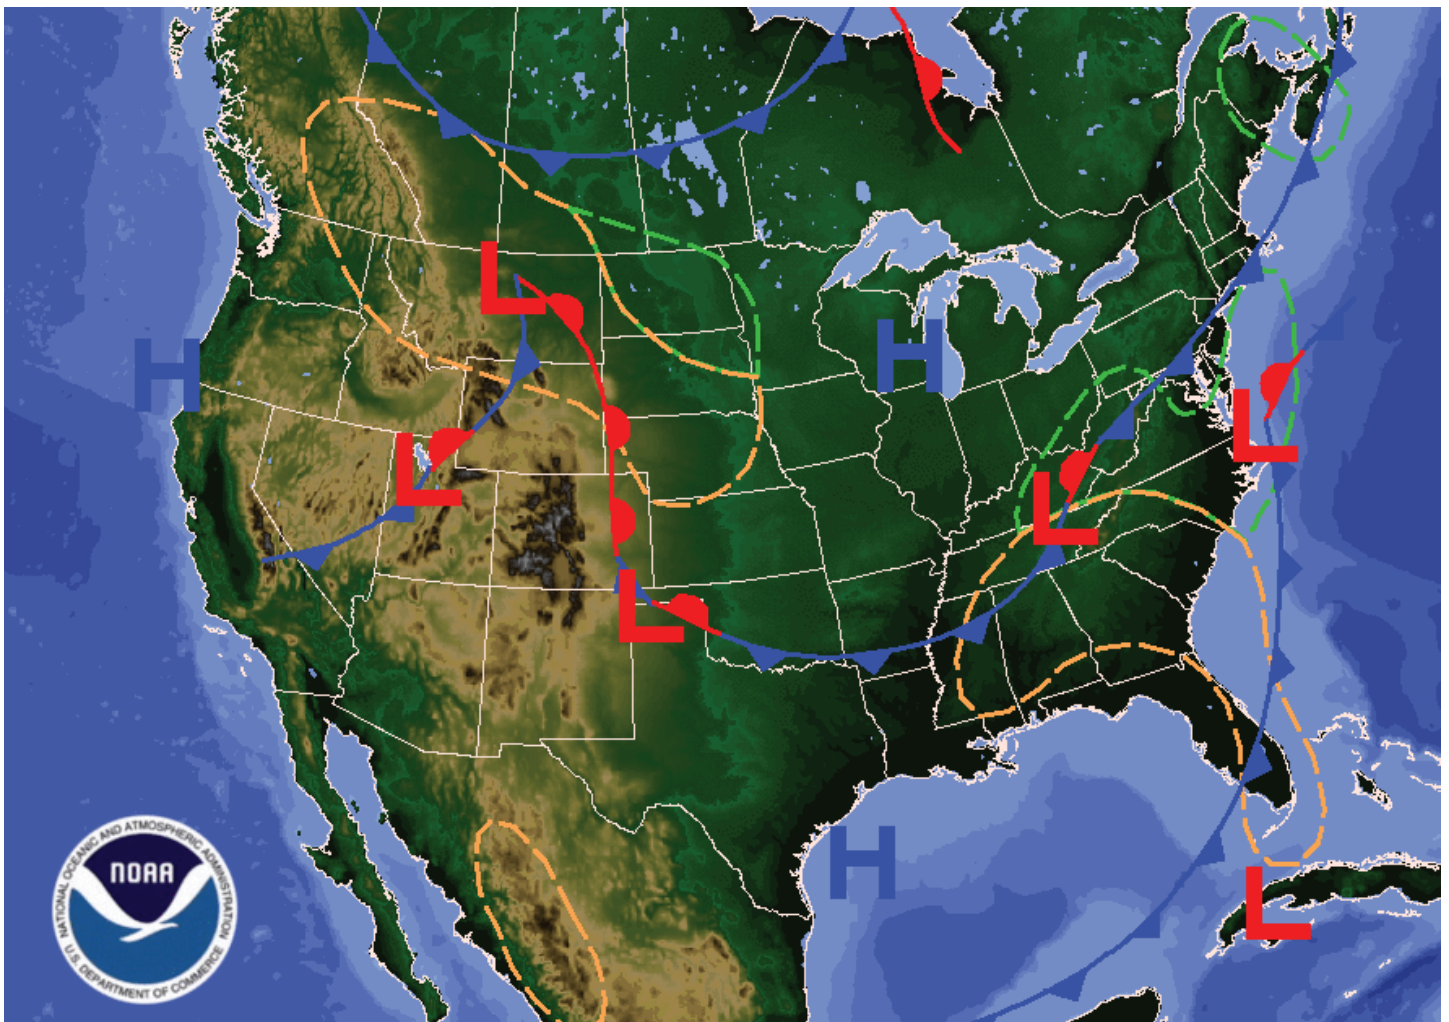 L
H
H
L
L
L
L
H
L
NATIONAL OCEANIC AND ATMOSPHERIC ADMINISTRATION
NOAA
U.S. DEPARTMENT OF COMMERCE